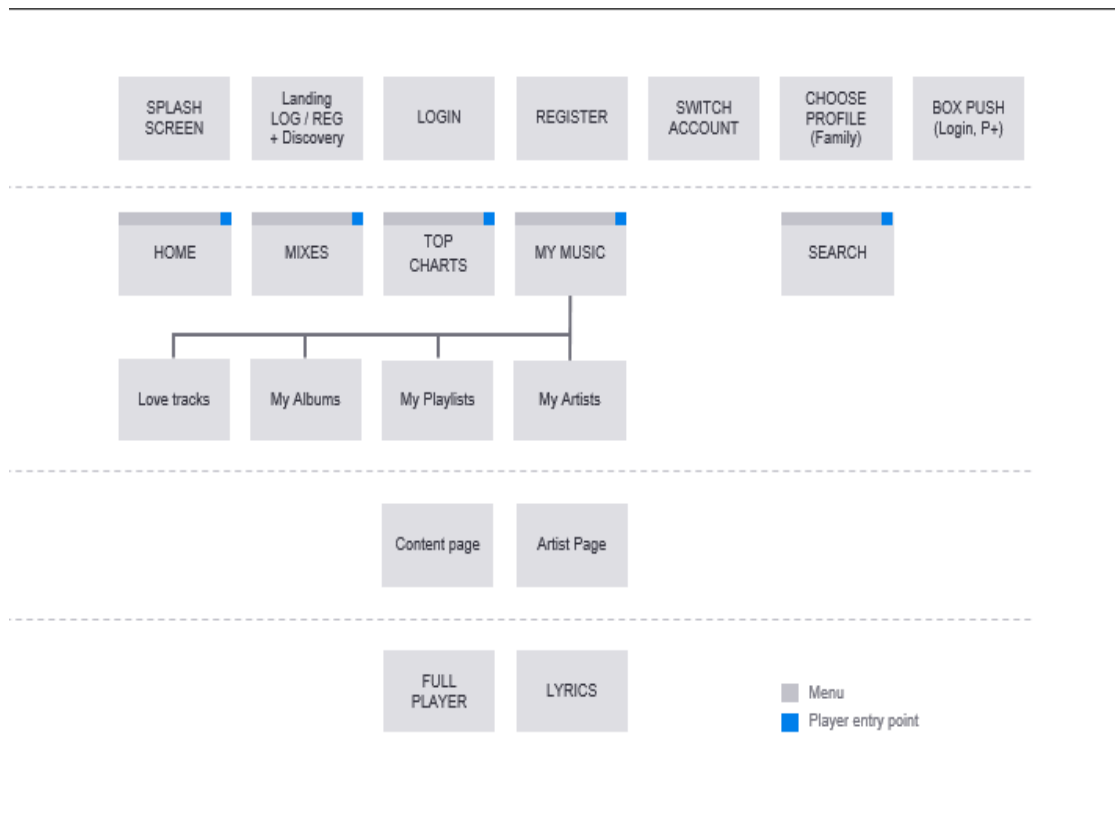 SPLASH
SCREEN
Landing
LOG / REG
+ Discovery
LOGIN
REGISTER
SWITCH
ACCOUNT
CHOOSE
PROFILE
(Family)
BOX PUSH
(Login, P+)
HOME
MIXES
TOP
CHARTS
MY MUSIC
SEARCH
Love tracks
My Albums
My Playlists
My Artists
Content page
Artist Page
FULL
PLAYER
LYRICS
Menu
Player entry point